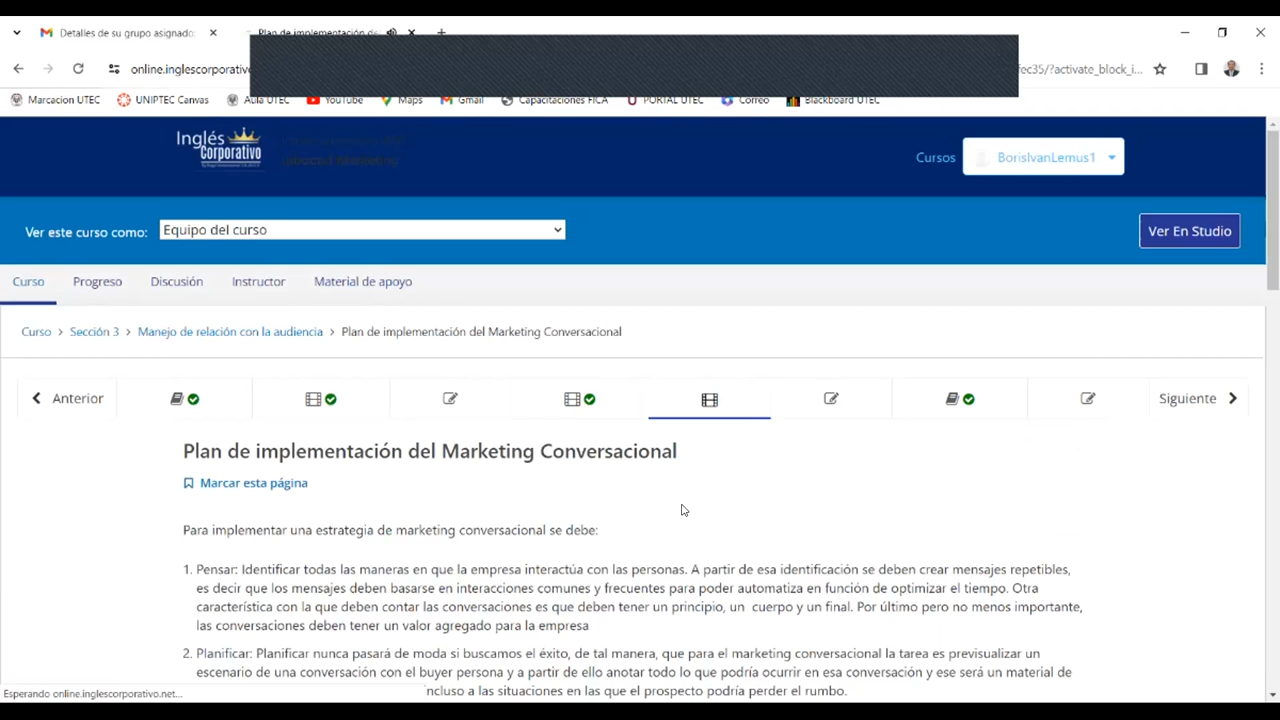 Detalles de su grupo asignado
Plan de implementación de
online.inglescorporativo
fec35/?activate_block_i...
Marcacion UTEC
UNIPTEC Canvas
Aula UTEC
YouTube
Maps
Gmail
Capacitaciones FICA
PORTAL UTEC
Correo
Blackboard UTEC
Inglés
Corporativo
Cursos
BorisIvanLemus1
Ver este curso como:
Equipo del curso
Ver En Studio
Curso
Progreso
Discusión
Instructor
Material de apoyo
Curso > Sección 3 > Manejo de relación con la audiencia > Plan de implementación del Marketing Conversacional
Anterior
Siguiente
Plan de implementación del Marketing Conversacional
Marcar esta página
Para implementar una estrategia de marketing conversacional se debe:
1. Pensar: Identificar todas las maneras en que la empresa interactúa con las personas. A partir de esa identificación se deben crear mensajes repetibles,
es decir que los mensajes deben basarse en interacciones comunes y frecuentes para poder automatiza en función de optimizar el tiempo. Otra
característica con la que deben contar las conversaciones es que deben tener un principio, un cuerpo y un final. Por último pero no menos importante,
las conversaciones deben tener un valor agregado para la empresa
2. Planificar: Planificar nunca pasará de moda si buscamos el éxito, de tal manera, que para el marketing conversacional la tarea es previsualizar un
escenario de una conversación con el buyer persona y a partir de ello anotar todo lo que podría ocurrir en esa conversación y ese será un material de
incluso a las situaciones en las que el prospecto podría perder el rumbo.
Esperando online.inglescorporativo.net...